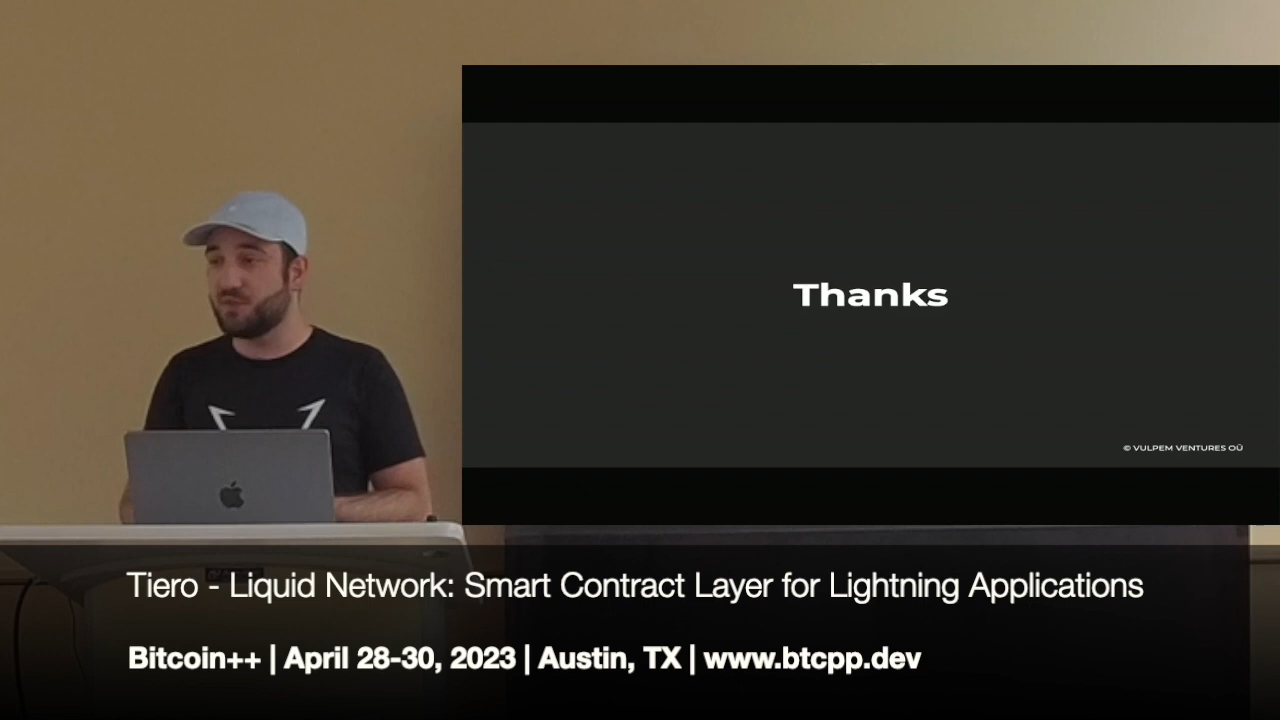 Thanks
© VULPEM VENTURES OÜ
Tiero - Liquid Network: Smart Contract Layer for Lightning Applications
Bitcoin++ | April 28-30, 2023 | Austin, TX | www.btcpp.dev